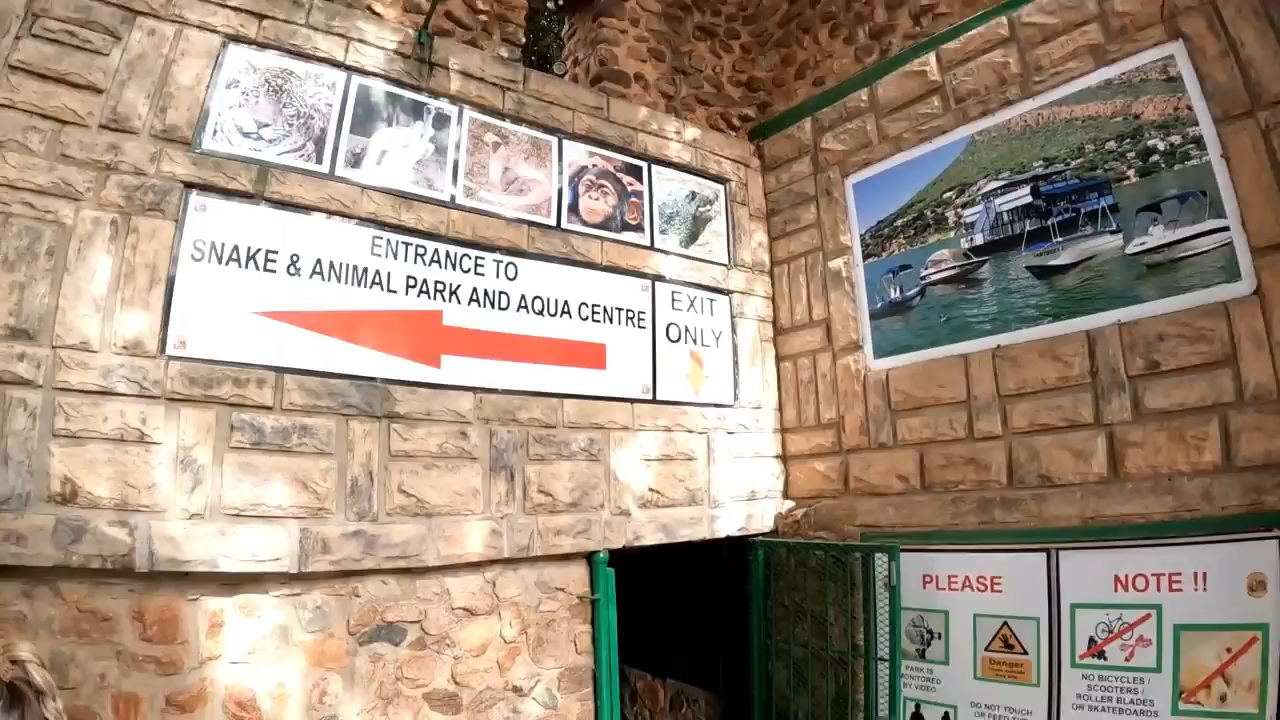 ENTRANCE TO
SNAKE & ANIMAL PARK AND AQUA CENTRE
EXIT
ONLY
PLEASE
PARK IS
MONITORED
BY VIDEO
Danger
DO NOT TOUCH
OR FEED THE
NOTE !!
NO BICYCLES /
SCOOTERS /
ROLLER BLADES
OR SKATEBOARDS